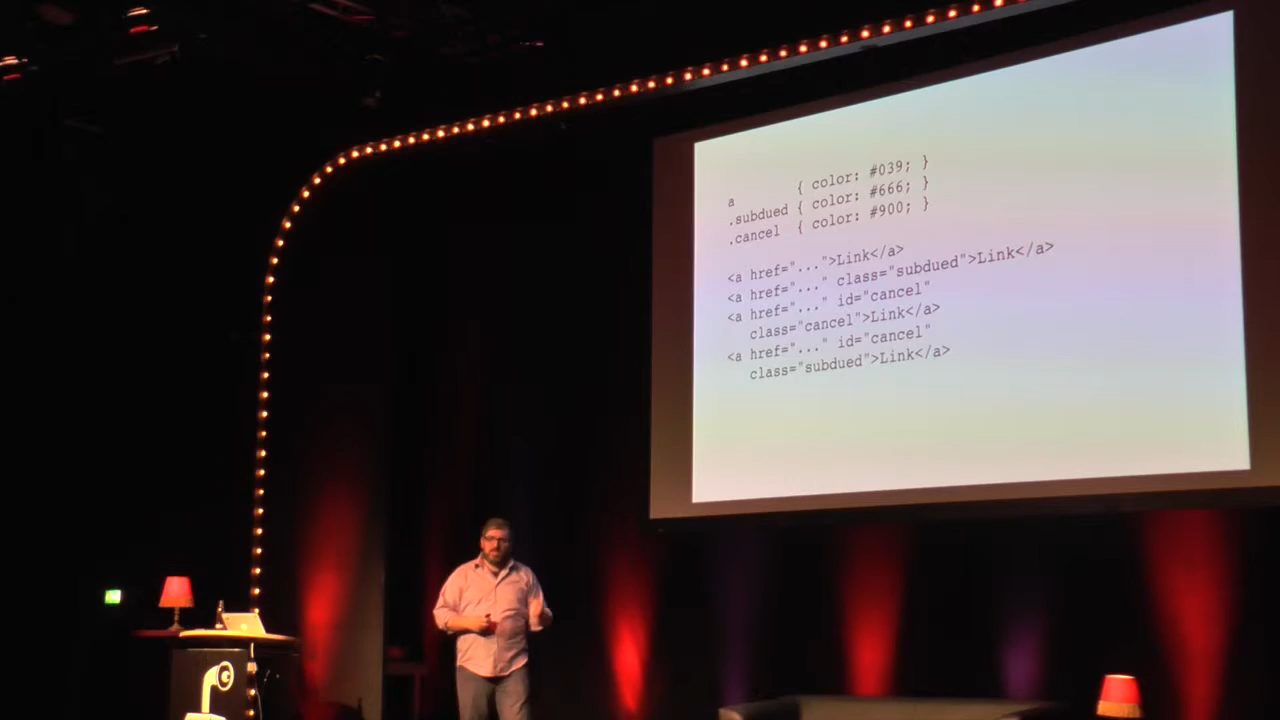 a        { color: #039; }
.subdued { color: #666; }
.cancel  { color: #900; }
<a href="...">Link</a>
<a href="..." class="subdued">Link</a>
<a href="..." id="cancel"
class="cancel">Link</a>
<a href="..." id="cancel"
class="subdued">Link</a>